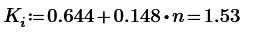 K_i := 0.644 + 0.148 • n = 1.53